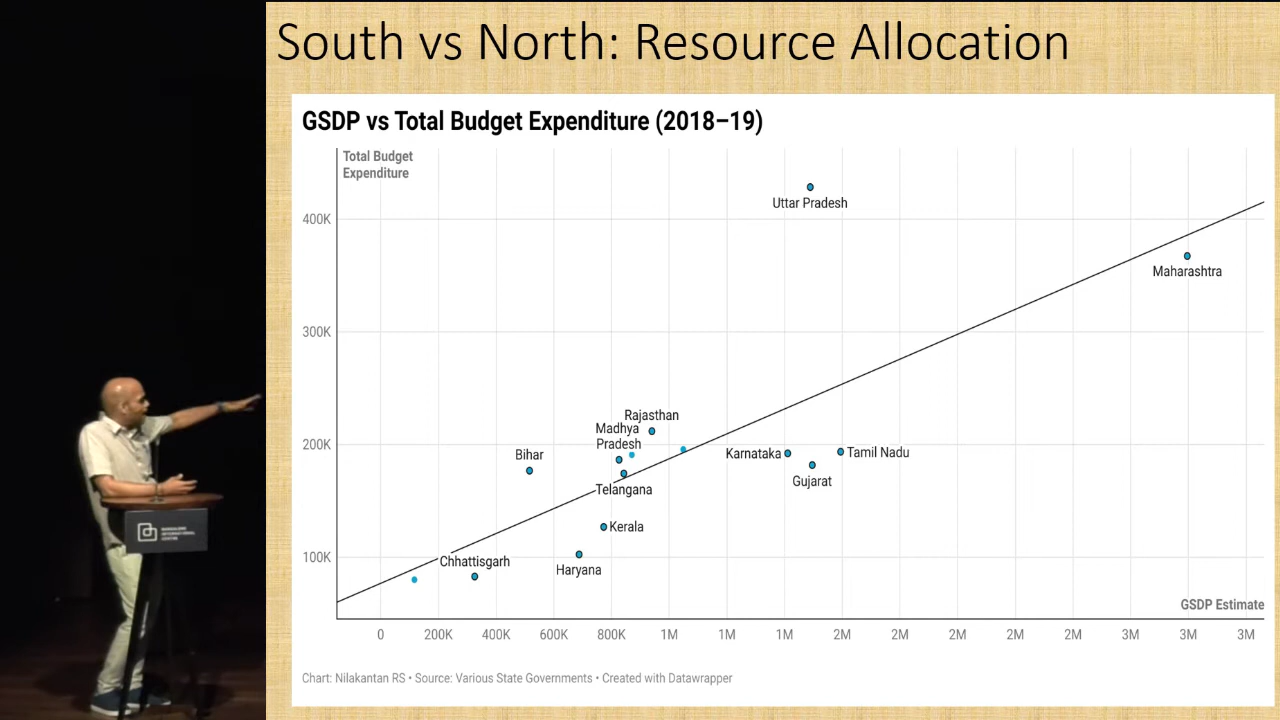 South vs North: Resource Allocation
GSDP vs Total Budget Expenditure (2018–19)
Total Budget
Expenditure
Uttar Pradesh
400K
Maharashtra
300K
Rajasthan
Madhya
Pradesh
200K
Bihar
Karnataka
Tamil Nadu
Gujarat
Telangana
Kerala
100K
Chhattisgarh
Haryana
GSDP Estimate
0 200K 400K 600K 800K 1M 1M 1M 2M 2M 2M 2M 2M 3M 3M 3M
Chart: Nilakantan RS • Source: Various State Governments • Created with Datawrapper
BANGALORE
INTERNATIONAL
CENTRE